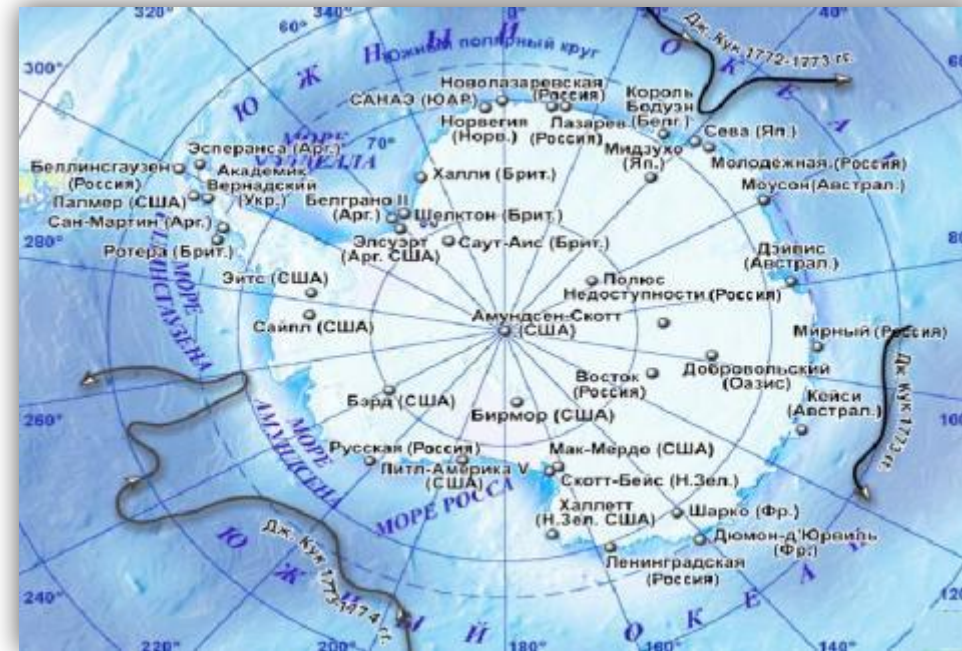 340°
320°
300°
280°
260°
240°
220°
200°
180°
160°
140°
120°
100°
80
60
40°
20°
0°
70°
Ю Ж Н Ы Й
О К Е А Н
Южный полярный круг
Дж. Кук 1772-1773 гг.
Новолазаревская
(Россия)
САНАЭ (ЮАР)
Норвегия
(Норв.)
Лазарев
(Россия)
Король
Бодуэн
(Бельг.)
Сева (Яп.)
Мидзухо
(Яп.)
Молодёжная (Россия)
Моусон(Австрал.)
МОРЕ
УЭДДЕЛЛА
Эсперанса (Арг.)
Беллинсгаузен
(Россия)
Академик
Вернадский
(Укр.)
Палмер (США)
Сан-Мартин (Арг.)
Ротера (Брит.)
Халли (Брит.)
Белграно II
(Арг.)
Шелктон (Брит.)
Элсуэрт
(Арг. США)
Саут-Аис (Брит.)
Дэйвис
(Австрал.)
Полюс
Недоступности (Россия)
Эйтс (США)
Сайпл (США)
Амундсен-Скотт
(США)
Мирный (Россия)
Добровольский
(Оазис)
Восток
(Россия)
Кейси
(Австрал.)
Дж. Кук 1773 гг.
Бэрд (США)
Бирмор (США)
МОРЕ
АМУНДСЕНА
Русская (Россия)
Литл-Америка V
(США)
МОРЕ РОССА
Мак-Мердо (США)
Скотт-Бейс (Н.Зел.)
Халлетт
(Н.Зел. США)
Шарко (Фр.)
Дюмон-д'Юрвиль
(Фр.)
Ленинградская
(Россия)
Дж. Кук 1773-1774 гг.
Ю Ж Н Ы Й
О К Е А Н